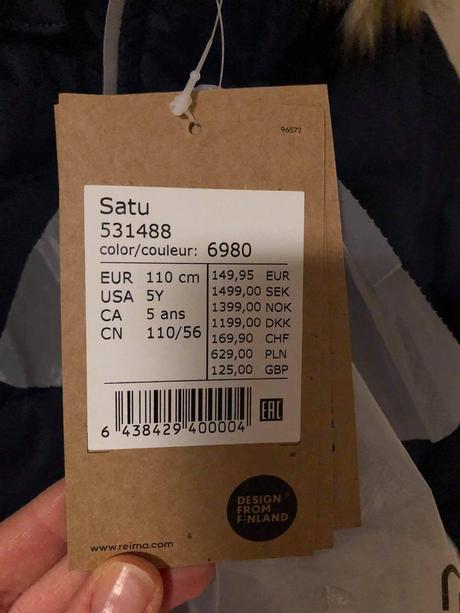 96572
Satu
531488
color/couleur: 6980
EUR 110 cm
USA 5Y
CA 5 ans
CN 110/56
149,95 EUR
1499,00 SEK
1399,00 NOK
1199,00 DKK
169,90 CHF
629,00 PLN
125,00 GBP
6 438429 400004
EAC
DESIGN
FROM
FINLAND
www.reima.com